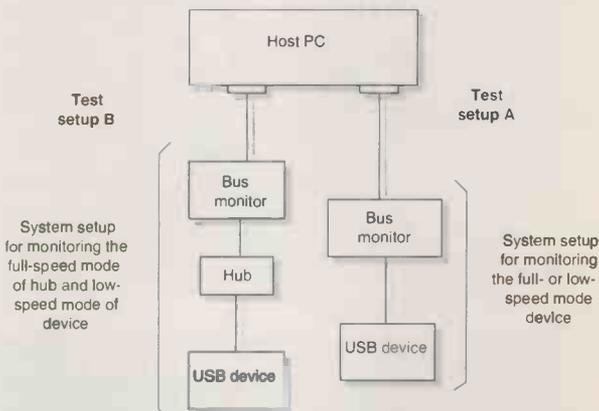 Host PC
Test
setup B
Test
setup A
Bus
monitor
Bus
monitor
System setup
for monitoring the
full-speed mode
of hub and low-
speed mode of
device
System setup
for monitoring
the full- or low-
speed mode
device
Hub
USB device
USB device